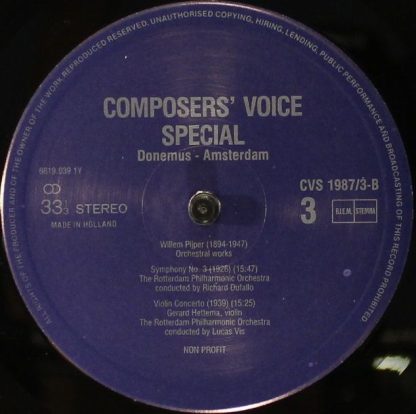 ALL RIGHTS OF THE PRODUCER AND OF THE OWNER OF THE WORK REPRODUCED RESERVED. UNAUTHORISED COPYING, HIRING, LENDING, PUBLIC PERFORMANCE AND BROADCASTING OF THIS RECORD PROHIBITED
COMPOSERS' VOICE
SPECIAL
Donemus - Amsterdam
6619.039 1Y
33 3 STEREO
MADE IN HOLLAND
CVS 1987/3-B
3
B.I.E.M. STEMRA
Willem Pijper (1894-1947)
Orchestral works
Symphony No. 3 (1926) (15:47)
The Rotterdam Philharmonic Orchestra
conducted by Richard Dufallo
Violin Concerto (1939) (15:25)
Gerard Hettema, violin
The Rotterdam Philharmonic Orchestra
conducted by Lucas Vis
NON PROFIT